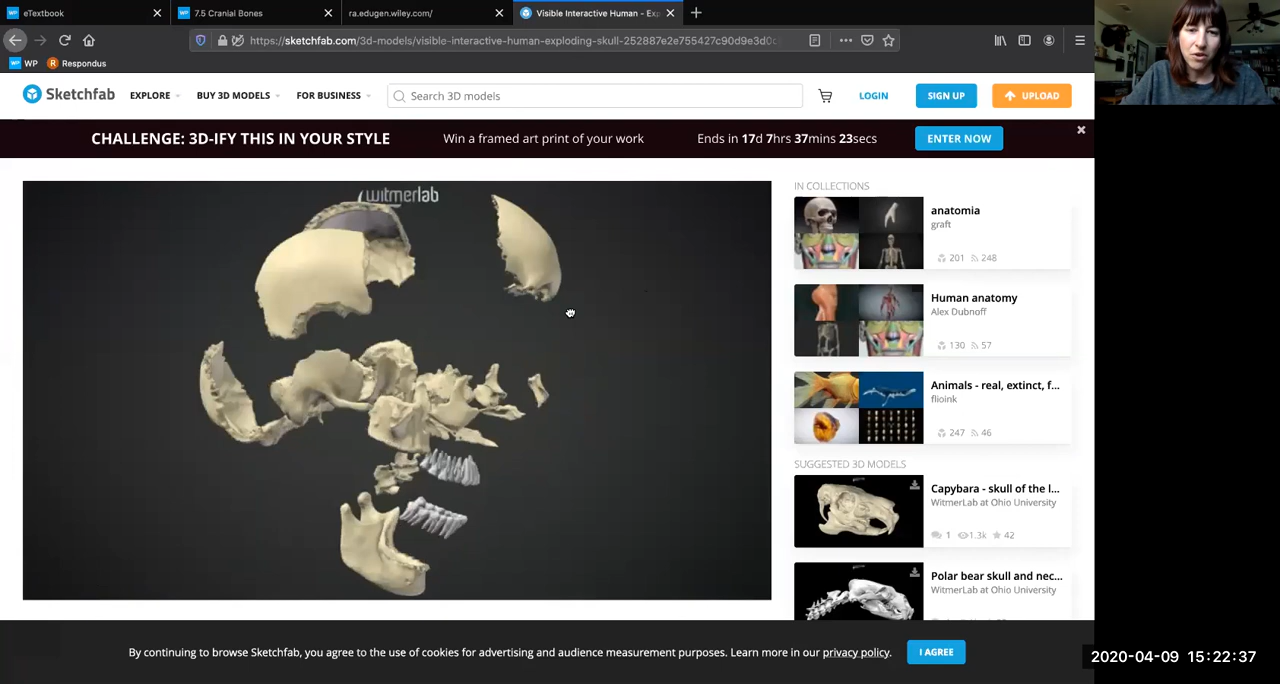 eTextbook
7.5 Cranial Bones
ra.edugen.wiley.com/
Visible Interactive Human - Exp
https://sketchfab.com/3d-models/visible-interactive-human-exploding-skull-252887e2e755427c90d9e3d0c
WP
Respondus
Sketchfab
EXPLORE
BUY 3D MODELS
FOR BUSINESS
Search 3D models
LOGIN
SIGN UP
UPLOAD
CHALLENGE: 3D-IFY THIS IN YOUR STYLE
Win a framed art print of your work
Ends in 17d 7hrs 37mins 23secs
ENTER NOW
witmerlab
IN COLLECTIONS
anatomia
graft
201 248
Human anatomy
Alex Dubnoff
130 57
Animals - real, extinct, f...
flioink
247 46
SUGGESTED 3D MODELS
Capybara - skull of the l...
WitmerLab at Ohio University
1 1.3k 42
Polar bear skull and nec...
WitmerLab at Ohio University
By continuing to browse Sketchfab, you agree to the use of cookies for advertising and audience measurement purposes. Learn more in our privacy policy.
I AGREE
2020-04-09 15:22:37